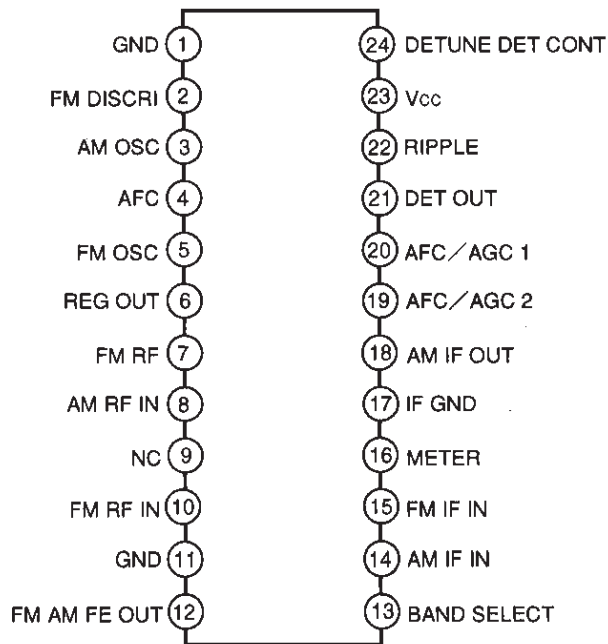 GND 1
FM DISCRI 2
AM OSC 3
AFC 4
FM OSC 5
REG OUT 6
FM RF 7
AM RF IN 8
NC 9
FM RF IN 10
GND 11
FM AM FE OUT 12
24 DETUNE DET CONT
23 Vcc
22 RIPPLE
21 DET OUT
20 AFC/AGC 1
19 AFC/AGC 2
18 AM IF OUT
17 IF GND
16 METER
15 FM IF IN
14 AM IF IN
13 BAND SELECT